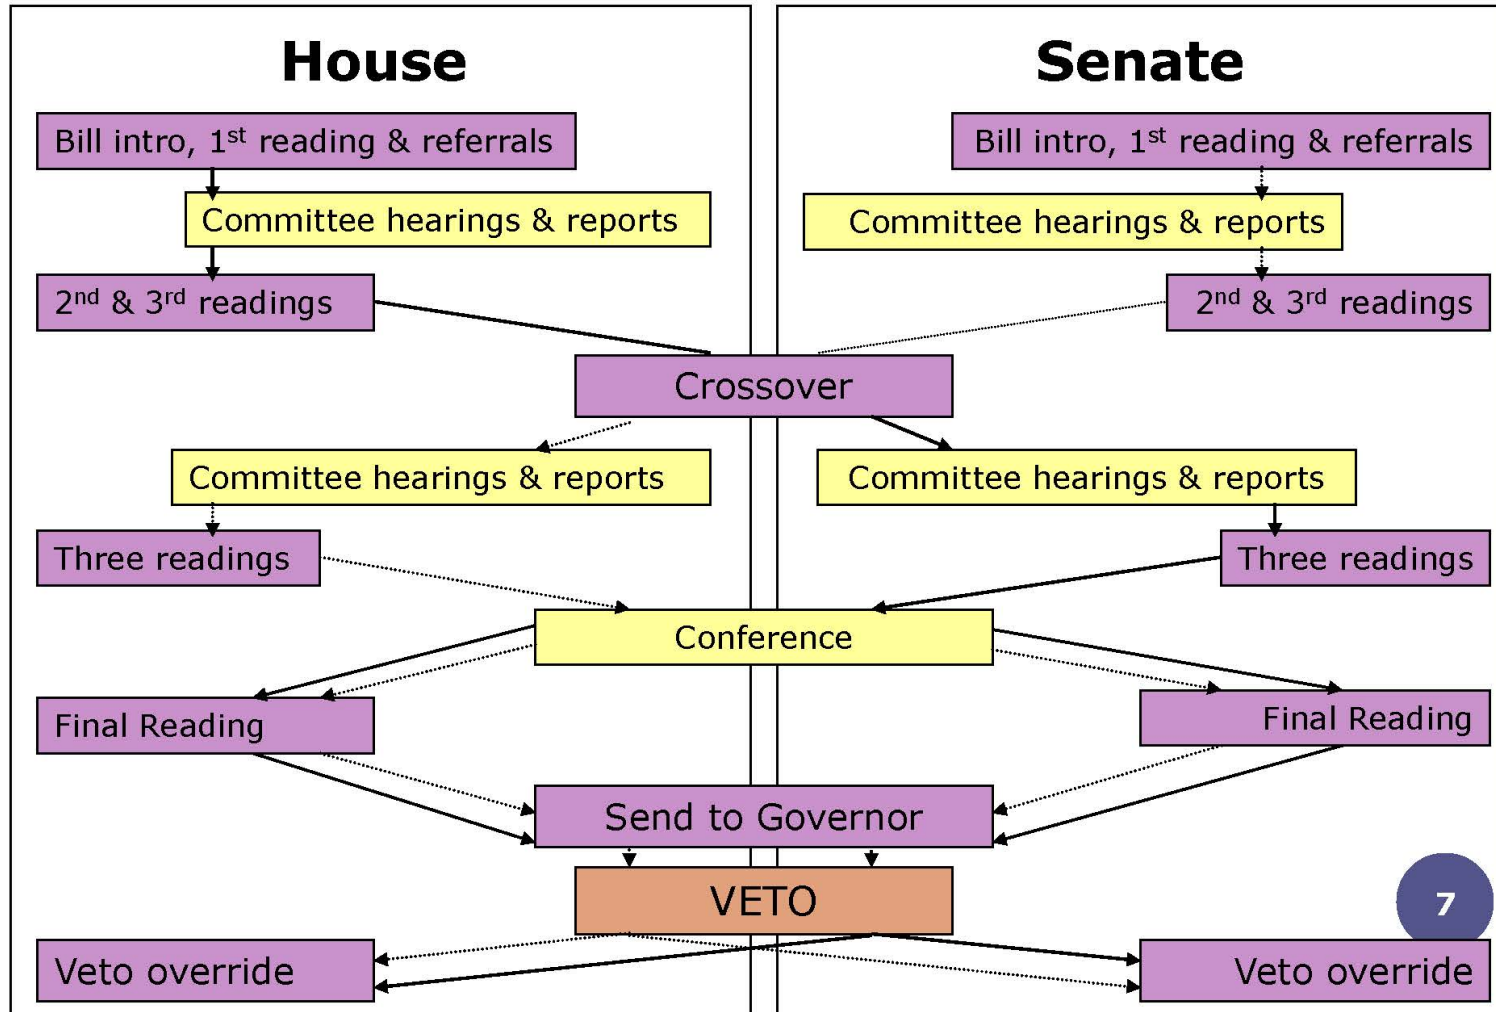 House
Senate
Bill intro, 1st reading & referrals
Bill intro, 1st reading & referrals
Committee hearings & reports
Committee hearings & reports
2nd & 3rd readings
2nd & 3rd readings
Crossover
Committee hearings & reports
Committee hearings & reports
Three readings
Three readings
Conference
Final Reading
Final Reading
Send to Governor
VETO
7
Veto override
Veto override